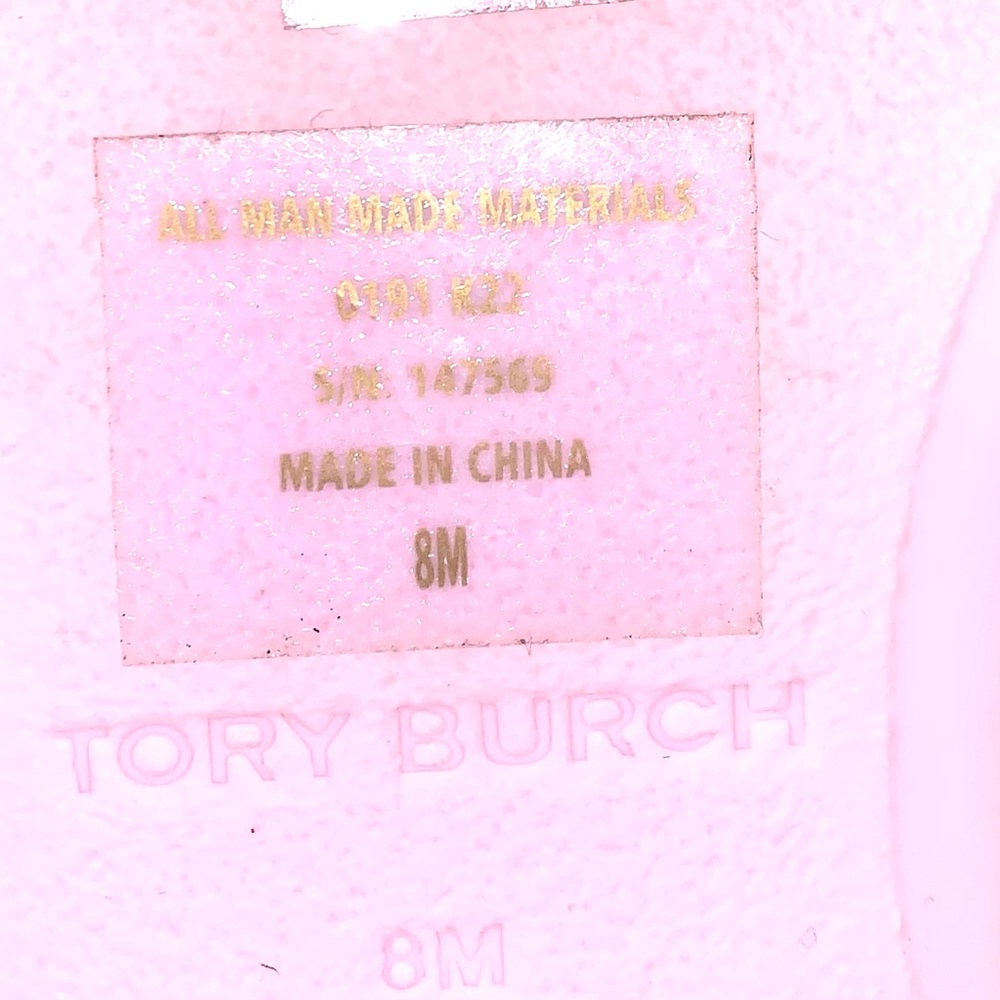 ALL MAN MADE MATERIALS
0191 K22
S/N. 147569
MADE IN CHINA
8M
TORY BURCH
8M